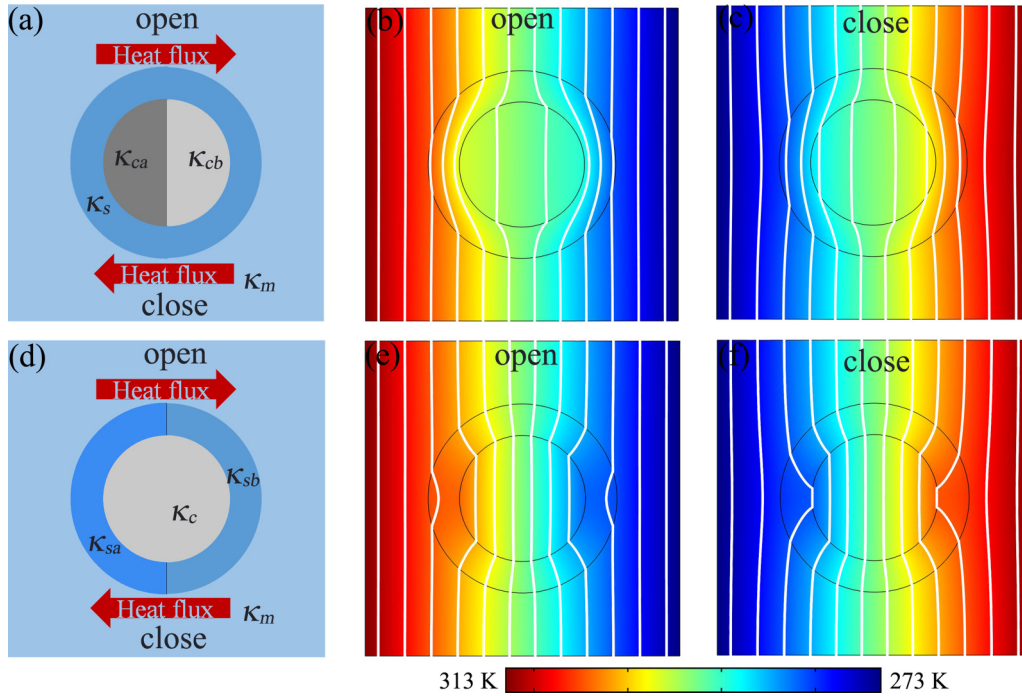 (a)
open
Heat flux
κca
κcb
κs
Heat flux
κm
close
(b)
open
(c)
close
(d)
open
Heat flux
κsb
κc
κsa
Heat flux
κm
close
(e)
open
(f)
close
313 K
273 K